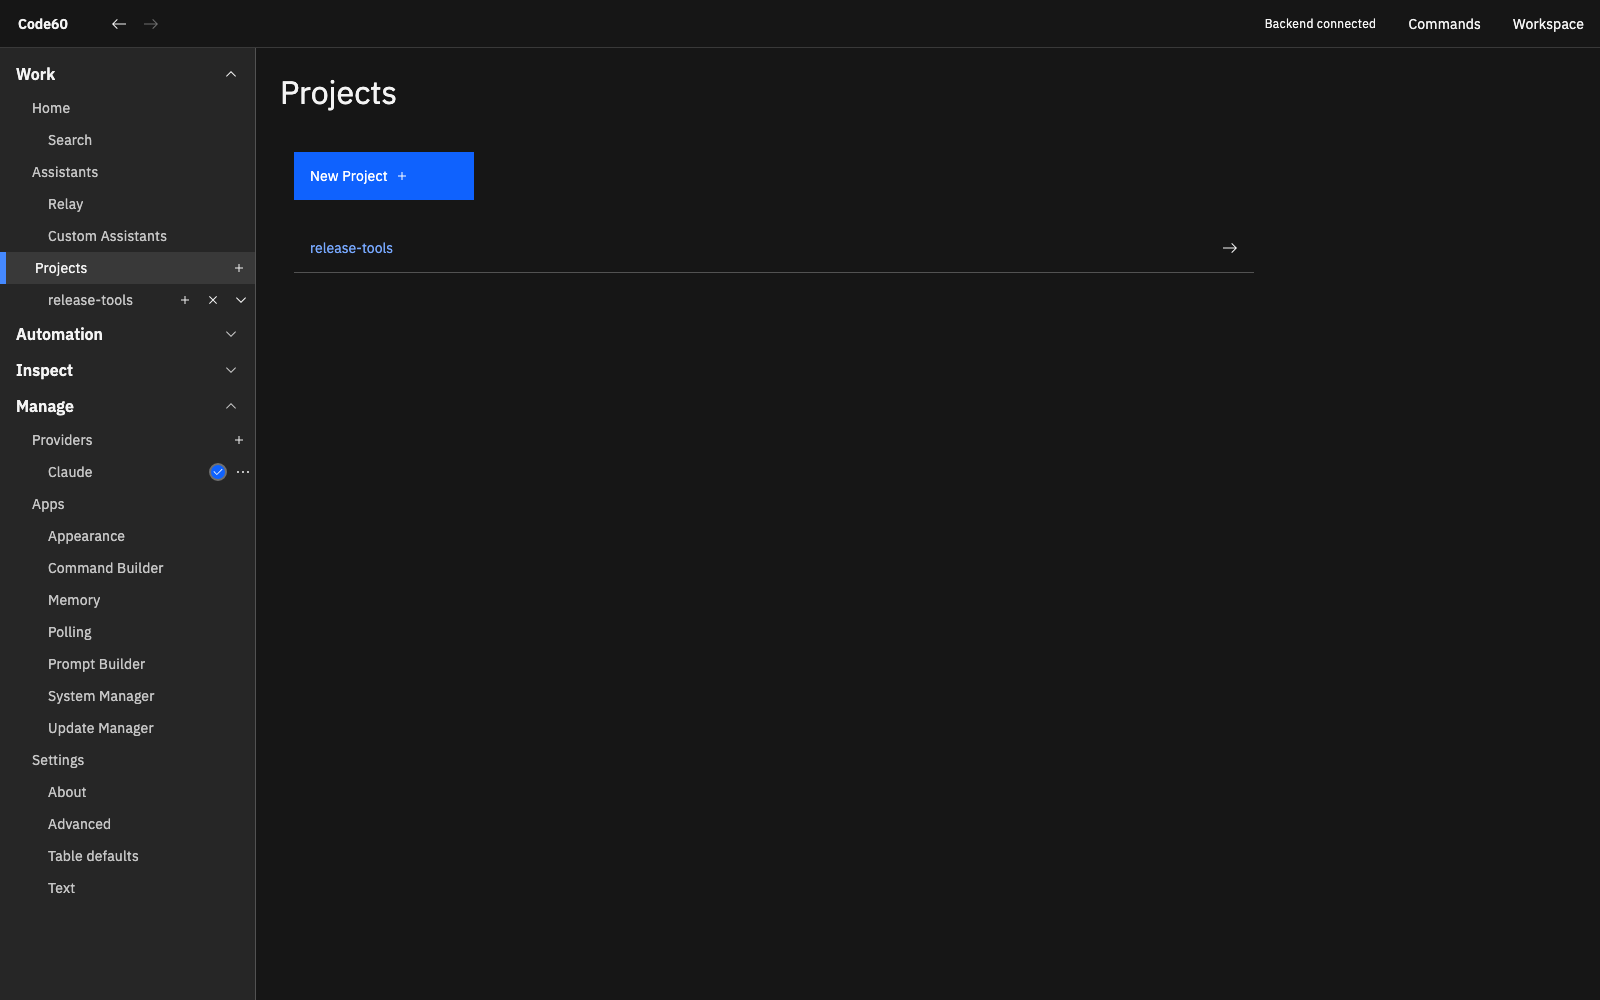 Code60
Backend connected
Commands
Workspace
Work
Home
Search
Assistants
Relay
Custom Assistants
Projects
release-tools
Automation
Inspect
Manage
Providers
Claude
Apps
Appearance
Command Builder
Memory
Polling
Prompt Builder
System Manager
Update Manager
Settings
About
Advanced
Table defaults
Text
Projects
New Project
release-tools